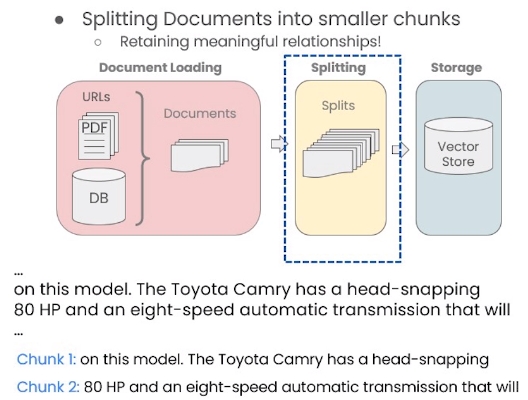 ● Splitting Documents into smaller chunks
○ Retaining meaningful relationships!
Document Loading
Splitting
Storage
URLs
PDF
DB
Documents
Splits
Vector
Store
...
on this model. The Toyota Camry has a head-snapping
80 HP and an eight-speed automatic transmission that will
...
Chunk 1: on this model. The Toyota Camry has a head-snapping
Chunk 2: 80 HP and an eight-speed automatic transmission that will